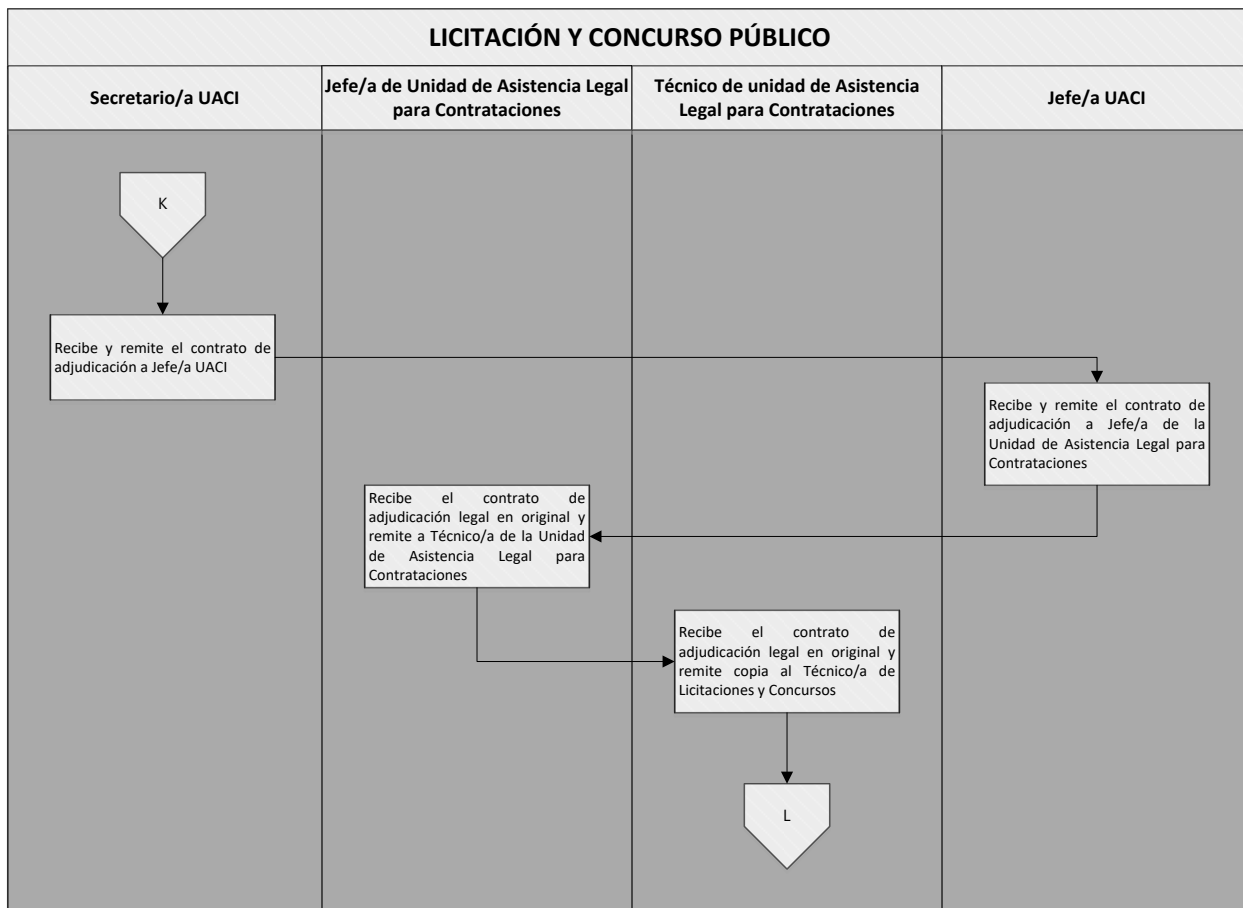 LICITACIÓN Y CONCURSO PÚBLICO
Secretario/a UACI
Jefe/a de Unidad de Asistencia Legal
para Contrataciones
Técnico de unidad de Asistencia
Legal para Contrataciones
Jefe/a UACI
K
Recibe y remite el contrato de
adjudicación a Jefe/a UACI
Recibe y remite el contrato de
adjudicación a Jefe/a de la
Unidad de Asistencia Legal para
Contrataciones
Recibe el contrato de
adjudicación legal en original y
remite a Técnico/a de la Unidad
de Asistencia Legal para
Contrataciones
Recibe el contrato de
adjudicación legal en original y
remite copia al Técnico/a de
Licitaciones y Concursos
L